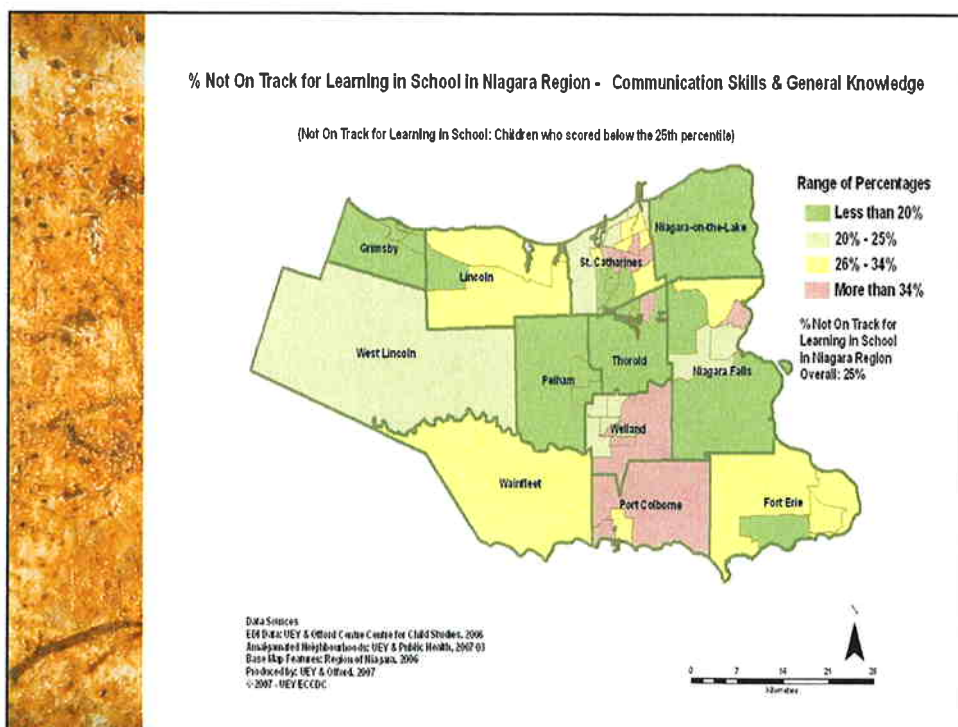 % Not On Track for Learning in School in Niagara Region - Communication Skills & General Knowledge
(Not On Track for Learning in School: Children who scored below the 25th percentile)
Range of Percentages
Less than 20%
20% - 25%
26% - 34%
More than 34%
% Not On Track for
Learning in School
in Niagara Region
Overall: 25%
Niagara-on-the-Lake
Grimsby
Lincoln
St. Catharines
West Lincoln
Pelham
Thorold
Niagara Falls
Welland
Wainfleet
Port Colborne
Fort Erie
Data Sources
EDI Data: UEY & Offord Centre Centre for Child Studies, 2006
Amalgamated Neighbourhoods: UEY & Public Health, 2007-03
Base Map Features: Region of Niagara, 2006
Produced by: UEY & Offord, 2007
© 2007 - UEY ECCDC
0 7 14 28
Kilometres